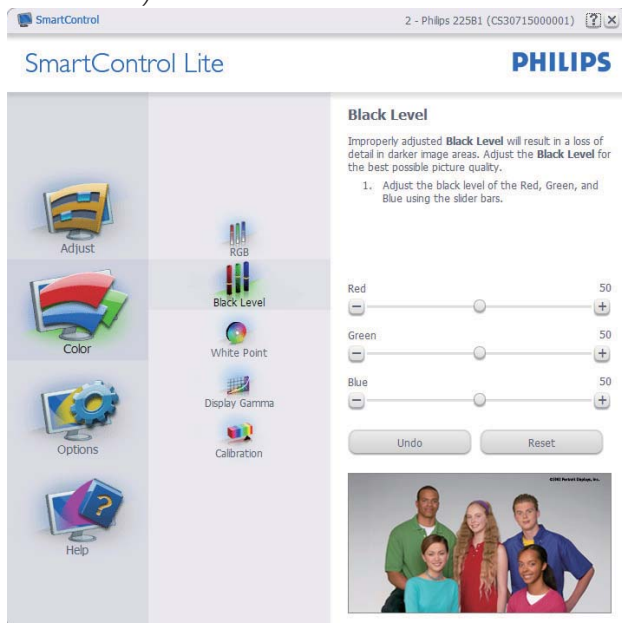 SmartControl
2 - Philips 225B1 (CS30715000001)
SmartControl Lite
PHILIPS
Adjust
Color
Options
Help
RGB
Black Level
White Point
Display Gamma
Calibration
Black Level
Improperly adjusted Black Level will result in a loss of
detail in darker image areas. Adjust the Black Level for
the best possible picture quality.
1. Adjust the black level of the Red, Green, and
Blue using the slider bars.
Red 50
Green 50
Blue 50
Undo
Reset
Portrait Displays, Inc.